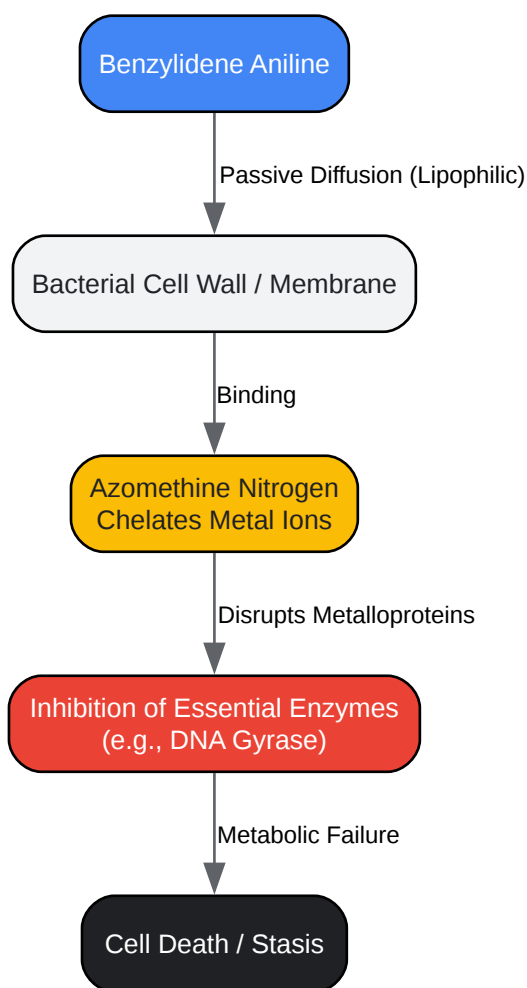 Benzylidene Aniline
Passive Diffusion (Lipophilic)
Bacterial Cell Wall / Membrane
Binding
Azomethine Nitrogen
Chelates Metal Ions
Disrupts Metalloproteins
Inhibition of Essential Enzymes
(e.g., DNA Gyrase)
Metabolic Failure
Cell Death / Stasis